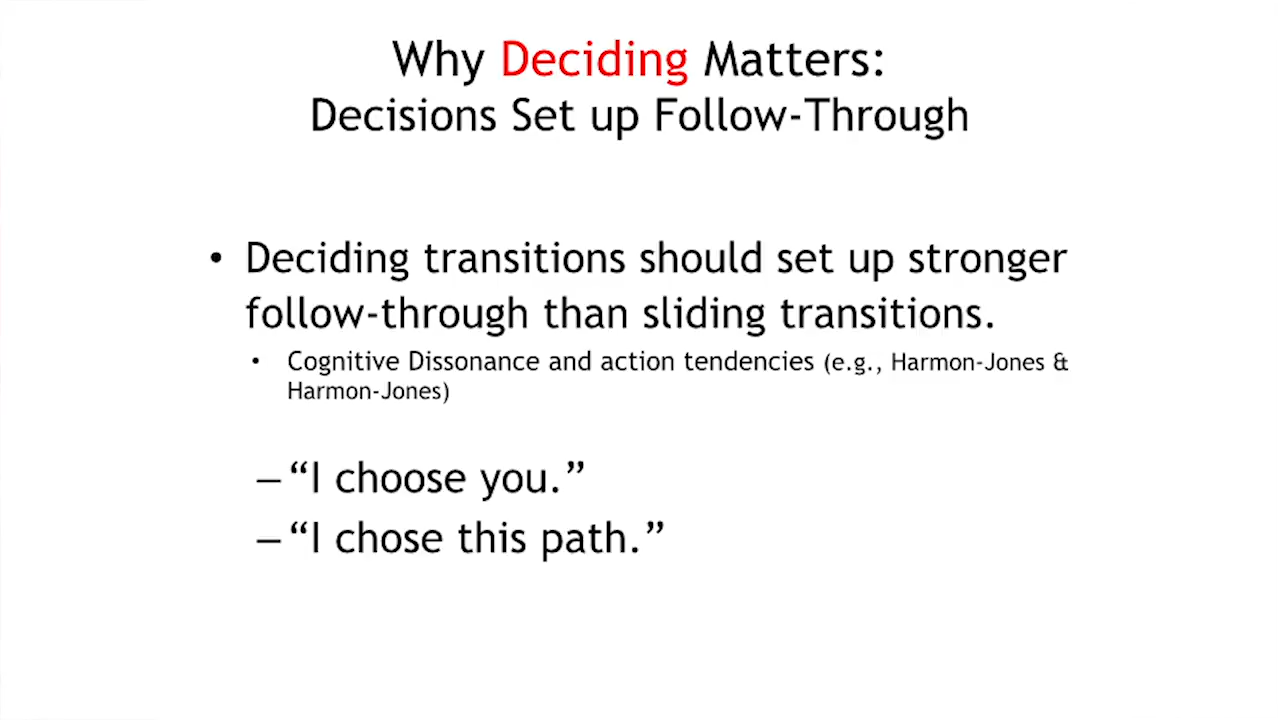 Why Deciding Matters:
Decisions Set up Follow-Through
• Deciding transitions should set up stronger
follow-through than sliding transitions.
• Cognitive Dissonance and action tendencies (e.g., Harmon-Jones &
Harmon-Jones)
– “I choose you.”
– “I chose this path.”